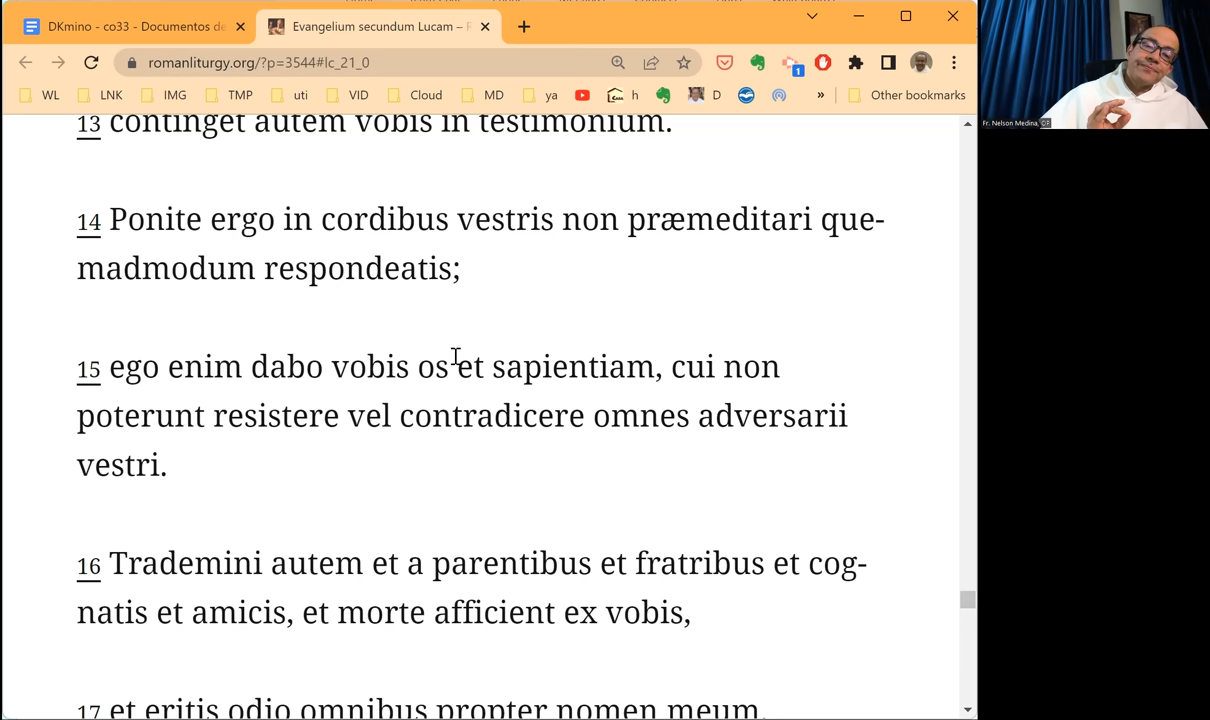 DKmino - co33 - Documentos de
Evangelium secundum Lucam –
romanliturgy.org/?p=3544#lc_21_0
1
WL LNK IMG TMP uti VID Cloud MD ya h D » Other bookmarks
Fr. Nelson Medina, OP
13 continget autem vobis in testimonium.
14 Ponite ergo in cordibus vestris non præmeditari que-
madmodum respondeatis;
15 ego enim dabo vobis os et sapientiam, cui non
poterunt resistere vel contradicere omnes adversarii
vestri.
16 Trademini autem et a parentibus et fratribus et cog-
natis et amicis, et morte afficient ex vobis,
17 et eritis odio omnibus propter nomen meum.